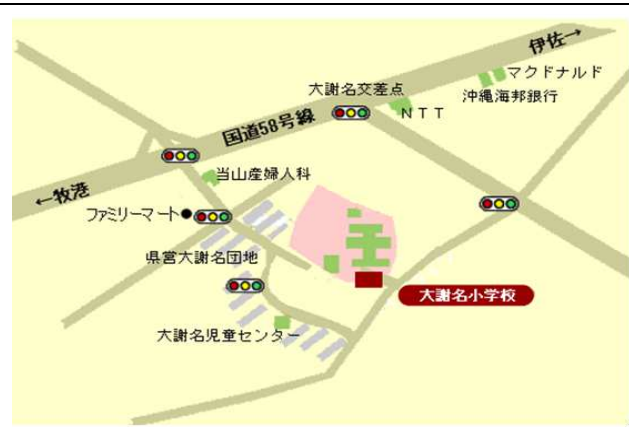 伊佐→
マクドナルド
沖縄海邦銀行
大謝名交差点
NTT
国道58号線
当山産婦人科
←牧港
ファミリーマート
県営大謝名団地
大謝名小学校
大謝名児童センター